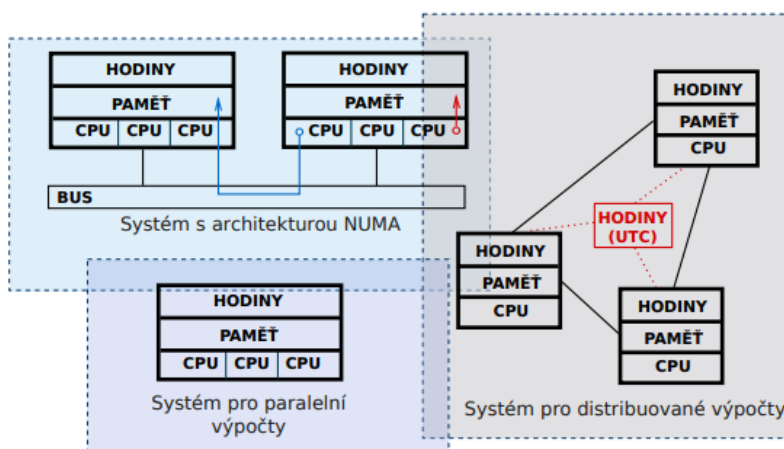 HODINY
PAMĚŤ
CPU CPU CPU
HODINY
PAMĚŤ
CPU CPU CPU
BUS
Systém s architekturou NUMA
HODINY
PAMĚŤ
CPU CPU CPU
Systém pro paralelní
výpočty
HODINY
PAMĚŤ
CPU
HODINY
(UTC)
HODINY
PAMĚŤ
CPU
HODINY
PAMĚŤ
CPU
Systém pro distribuované výpočty